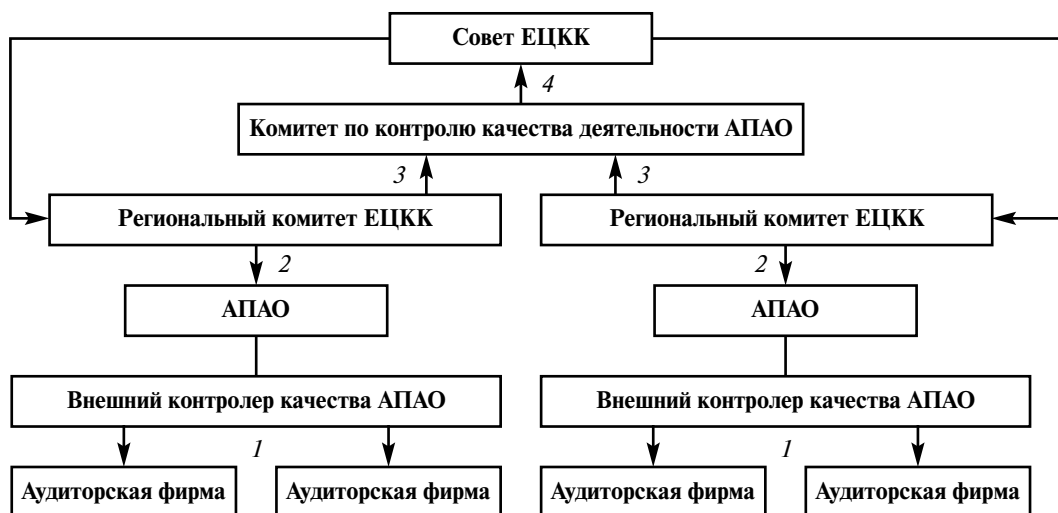 Совет ЕЦКК
4
Комитет по контролю качества деятельности АПАО
3
3
Региональный комитет ЕЦКК
Региональный комитет ЕЦКК
2
2
АПАО
АПАО
Внешний контролер качества АПАО
Внешний контролер качества АПАО
1
1
Аудиторская фирма
Аудиторская фирма
Аудиторская фирма
Аудиторская фирма